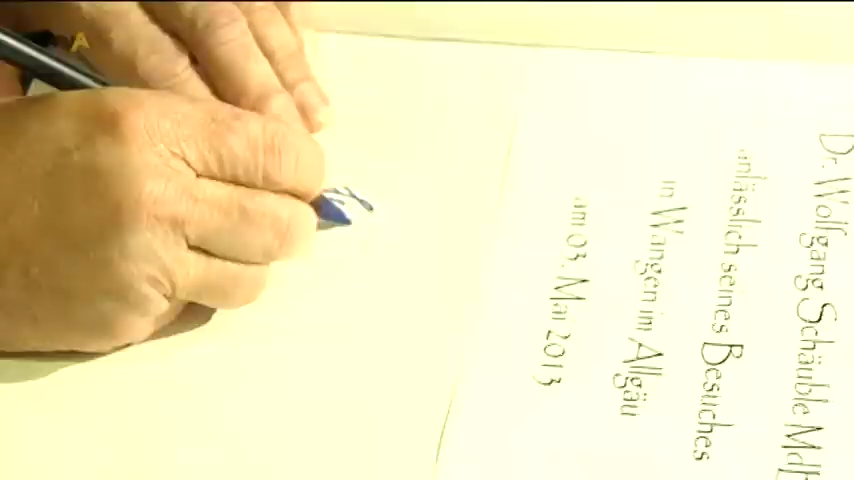 Dr. Wolfgang Schäuble MdB
anlässlich seines Besuches
in Wangen im Allgäu
am 03. Mai 2013
A